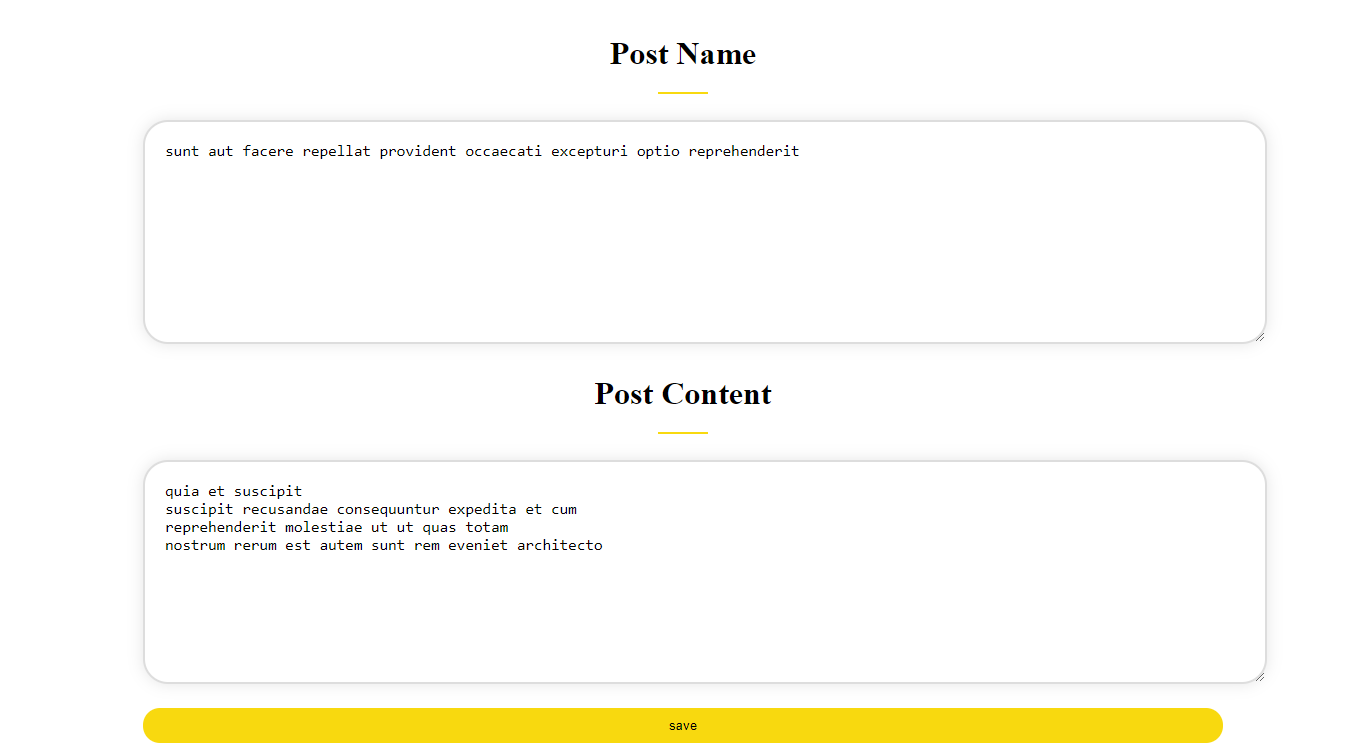 Post Name
sunt aut facere repellat provident occaecati excepturi optio reprehenderit
Post Content
quia et suscipit
suscipit recusandae consequuntur expedita et cum
reprehenderit molestiae ut ut quas totam
nostrum rerum est autem sunt rem eveniet architecto
save